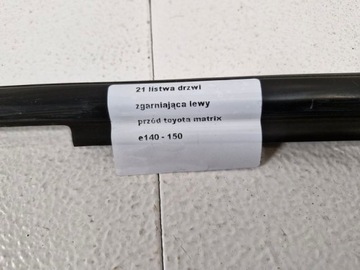 21 listwa drzwi
zgarniająca lewy
przód toyota matrix
e140 - 150